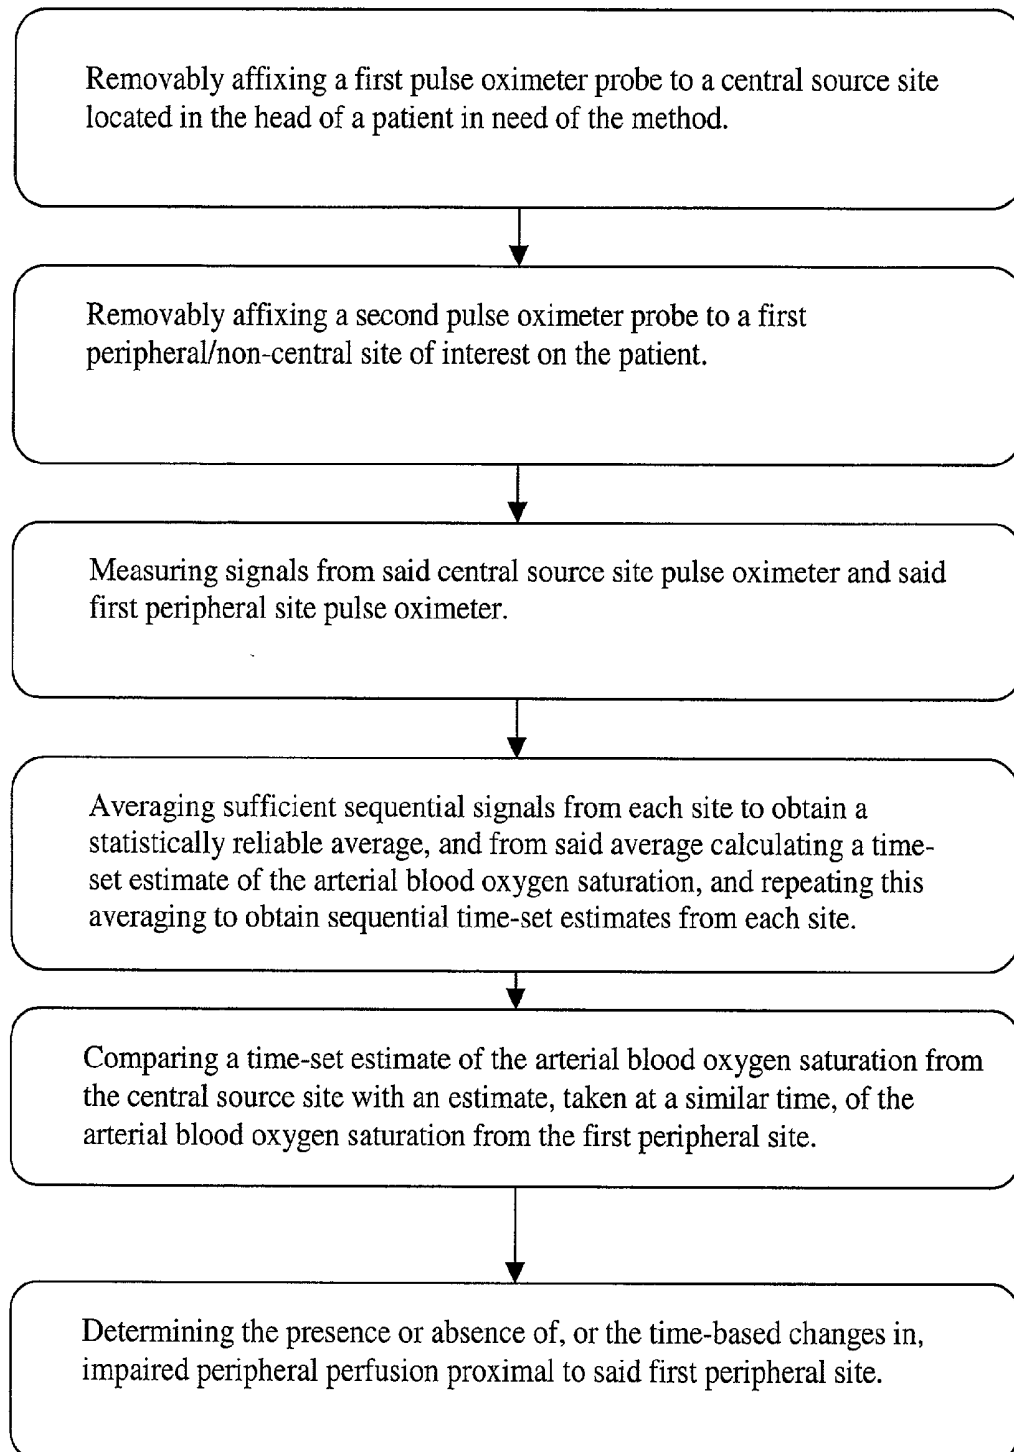 Removably affixing a first pulse oximeter probe to a central source site
located in the head of a patient in need of the method.
Removably affixing a second pulse oximeter probe to a first
peripheral/non-central site of interest on the patient.
Measuring signals from said central source site pulse oximeter and said
first peripheral site pulse oximeter.
Averaging sufficient sequential signals from each site to obtain a
statistically reliable average, and from said average calculating a time-
set estimate of the arterial blood oxygen saturation, and repeating this
averaging to obtain sequential time-set estimates from each site.
Comparing a time-set estimate of the arterial blood oxygen saturation from
the central source site with an estimate, taken at a similar time, of the
arterial blood oxygen saturation from the first peripheral site.
Determining the presence or absence of, or the time-based changes in,
impaired peripheral perfusion proximal to said first peripheral site.